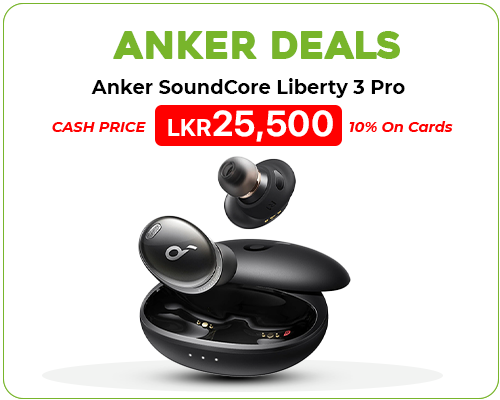 ANKER DEALS
Anker SoundCore Liberty 3 Pro
CASH PRICE LKR25,500 10% On Cards